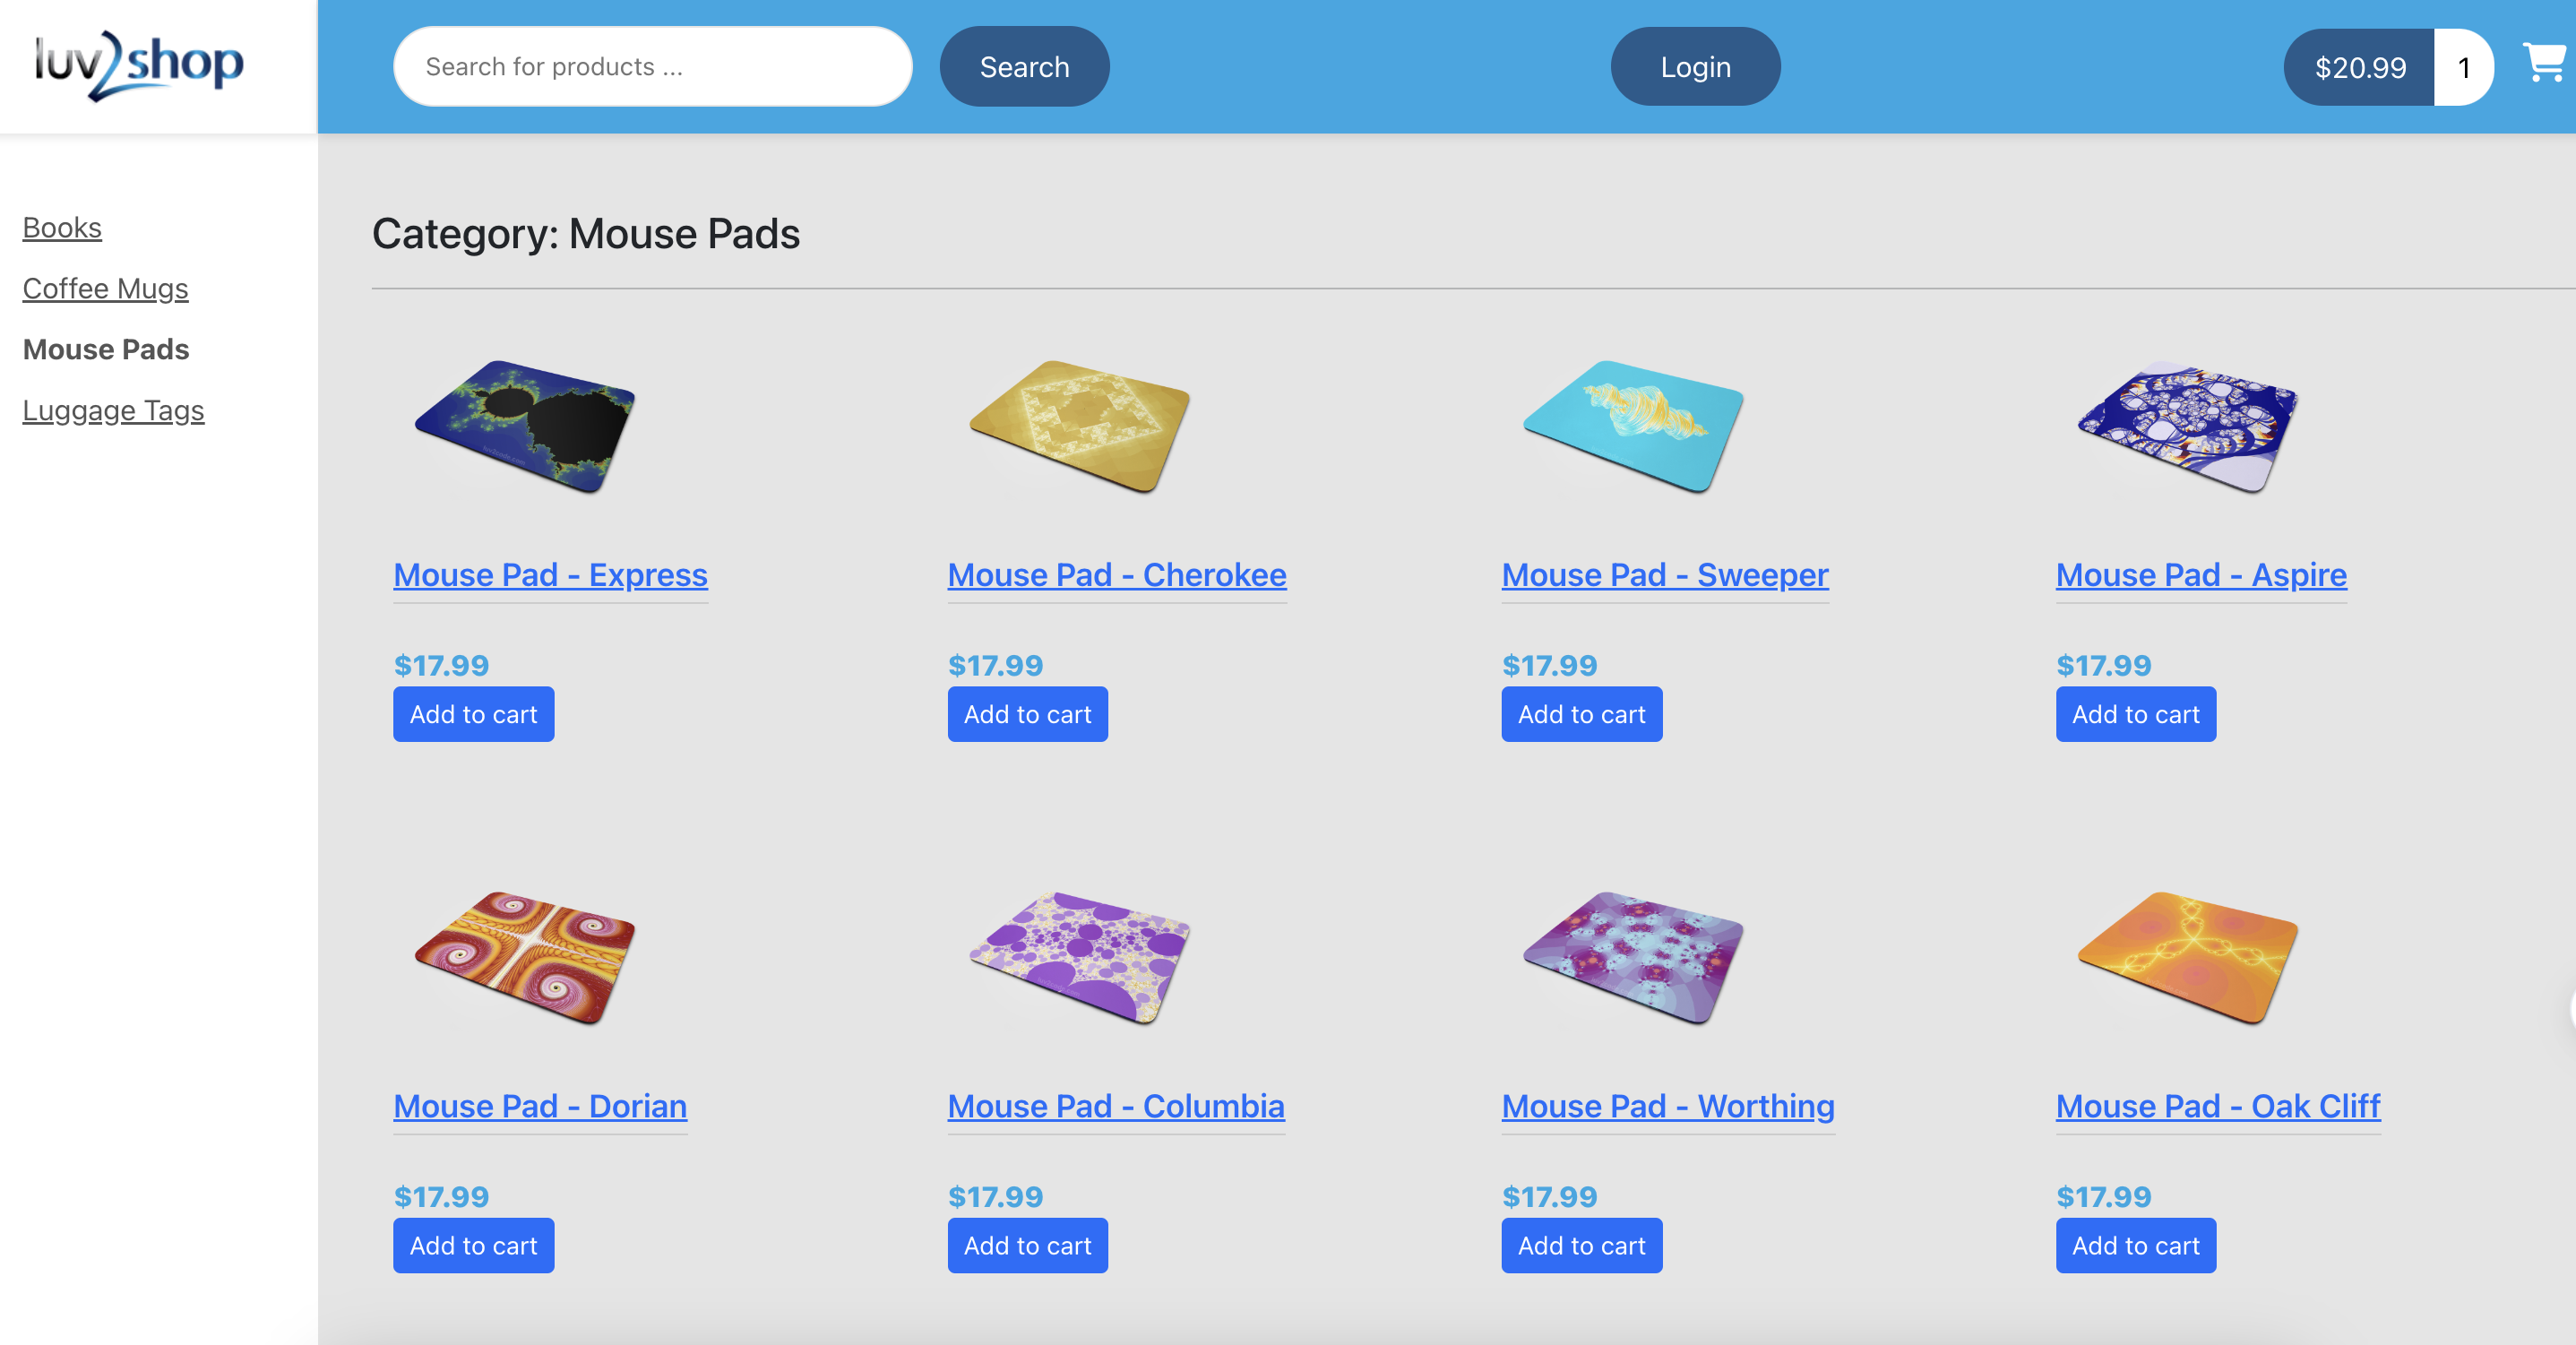 luv2shop
Search for products ...
Search
Login
$20.99
1
Books
Coffee Mugs
Mouse Pads
Luggage Tags
Category: Mouse Pads
Mouse Pad - Express
Mouse Pad - Cherokee
Mouse Pad - Sweeper
Mouse Pad - Aspire
$17.99
$17.99
$17.99
$17.99
Add to cart
Add to cart
Add to cart
Add to cart
Mouse Pad - Dorian
Mouse Pad - Columbia
Mouse Pad - Worthing
Mouse Pad - Oak Cliff
$17.99
$17.99
$17.99
$17.99
Add to cart
Add to cart
Add to cart
Add to cart